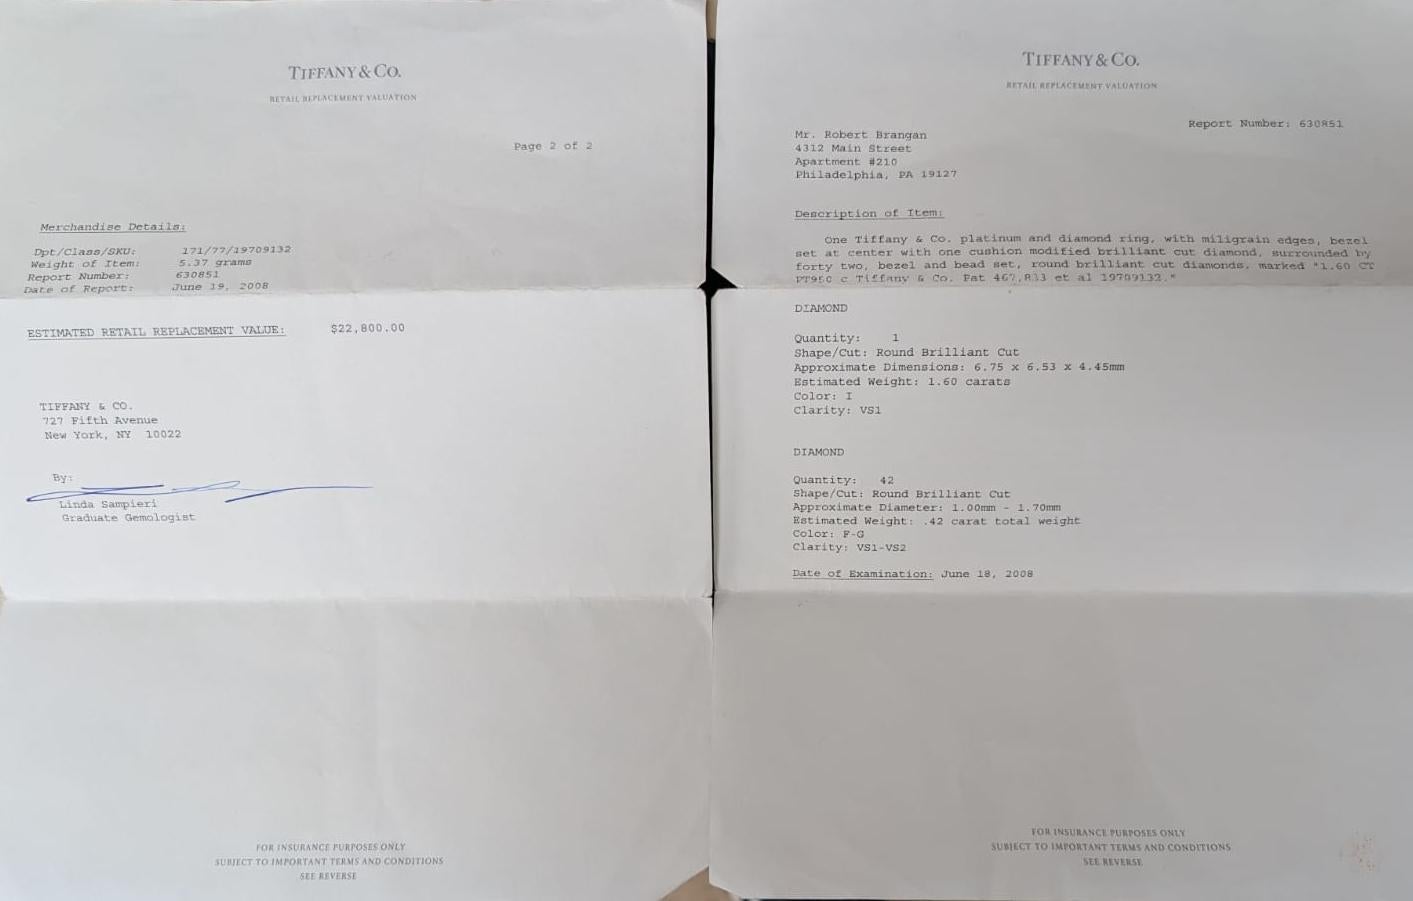 TIFFANY & CO.
RETAIL REPLACEMENT VALUATION
Page 2 of 2
Merchandise Details:
Dpt/Class/SKU: 171/77/19709132
Weight of Item: 5.37 grams
Report Number: 630851
Date of Report: June 19, 2008
ESTIMATED RETAIL REPLACEMENT VALUE: $22,800.00
TIFFANY & CO.
727 Fifth Avenue
New York, NY 10022
By:
Linda Sampieri
Graduate Gemologist
FOR INSURANCE PURPOSES ONLY
SUBJECT TO IMPORTANT TERMS AND CONDITIONS
SEE REVERSE
TIFFANY & CO.
RETAIL REPLACEMENT VALUATION
Report Number: 630851
Mr. Robert Brangan
4312 Main Street
Apartment #210
Philadelphia, PA 19127
Description of Item:
One Tiffany & Co. platinum and diamond ring, with miligrain edges, bezel
set at center with one cushion modified brilliant cut diamond, surrounded by
forty two, bezel and bead set, round brilliant cut diamonds, marked "1.60 CT
PT950 c Tiffany & Co. Pat 467,833 et al 19709132."
DIAMOND
Quantity: 1
Shape/Cut: Round Brilliant Cut
Approximate Dimensions: 6.75 x 6.53 x 4.45mm
Estimated Weight: 1.60 carats
Color: I
Clarity: VS1
DIAMOND
Quantity: 42
Shape/Cut: Round Brilliant Cut
Approximate Diameter: 1.00mm - 1.70mm
Estimated Weight: .42 carat total weight
Color: F-G
Clarity: VS1-VS2
Date of Examination: June 18, 2008
FOR INSURANCE PURPOSES ONLY
SUBJECT TO IMPORTANT TERMS AND CONDITIONS
SEE REVERSE